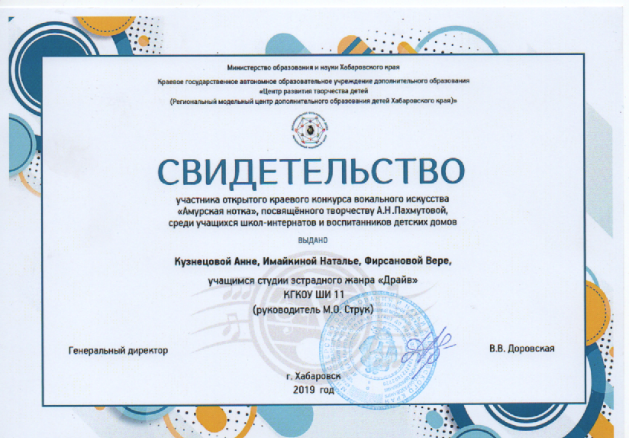 Министерство образования и науки Хабаровского края
Краевое государственное автономное образовательное учреждение дополнительного образования
«Центр развития творчества детей
(Региональный модельный центр дополнительного образования детей Хабаровского края)»
СВИДЕТЕЛЬСТВО
участника открытого краевого конкурса вокального искусства
«Амурская нотка», посвящённого творчеству А.Н.Пахмутовой,
среди учащихся школ-интернатов и воспитанников детских домов
ВЫДАНО
Кузнецовой Анне, Имайкиной Наталье, Фирсановой Вере,
учащимся студии эстрадного жанра «Драйв»
КГКОУ ШИ 11
(руководитель М.О. Струк)
Генеральный директор
В.В. Доровская
г. Хабаровск
2019 год